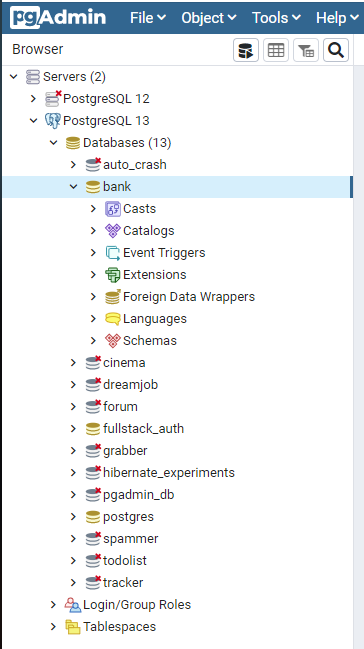 pgAdmin File Object Tools Help
Browser
Servers (2)
PostgreSQL 12
PostgreSQL 13
Databases (13)
auto_crash
bank
Casts
Catalogs
Event Triggers
Extensions
Foreign Data Wrappers
Languages
Schemas
cinema
dreamjob
forum
fullstack_auth
grabber
hibernate_experiments
pgadmin_db
postgres
spammer
todolist
tracker
Login/Group Roles
Tablespaces